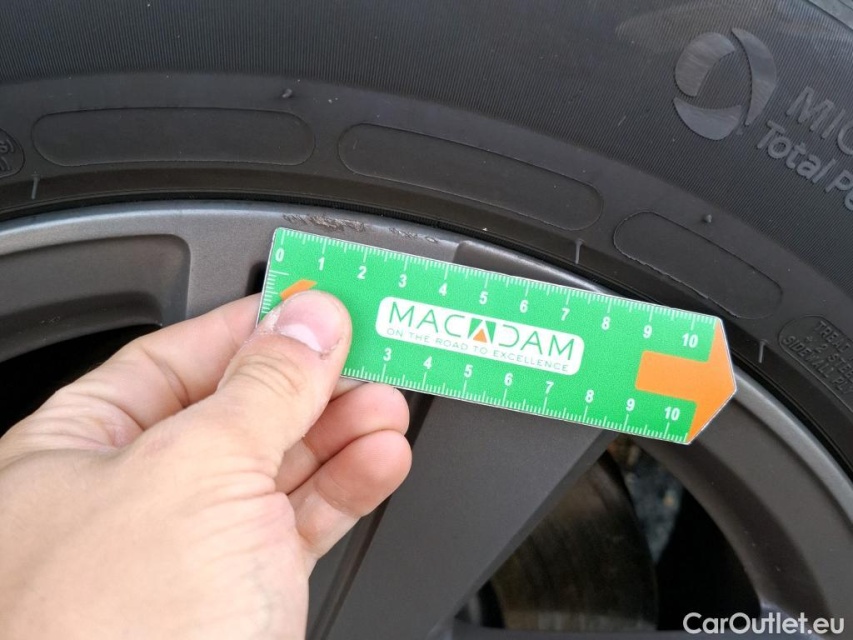 MIC
Total Pe
0 1 2 3 4 5 6 7 8 9 10
MACADAM
ON THE ROAD TO EXCELLENCE
3 4 5 6 7 8 9 10
CarOutlet.eu